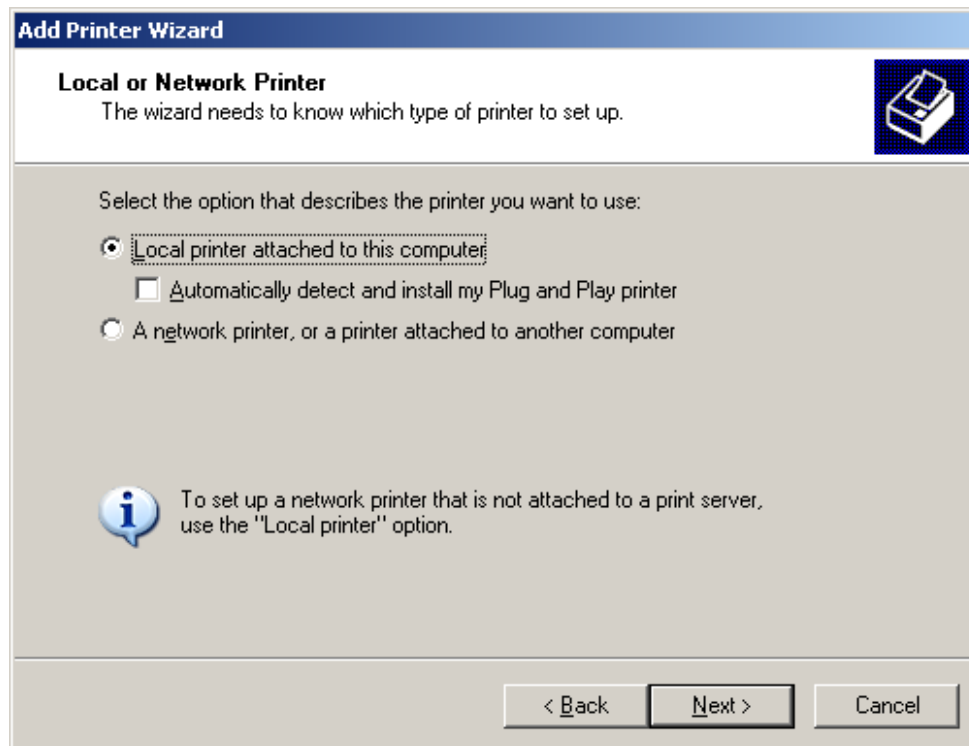 Add Printer Wizard
Local or Network Printer
The wizard needs to know which type of printer to set up.
Select the option that describes the printer you want to use:
Local printer attached to this computer
Automatically detect and install my Plug and Play printer
A network printer, or a printer attached to another computer
To set up a network printer that is not attached to a print server,
use the "Local printer" option.
< Back
Next >
Cancel